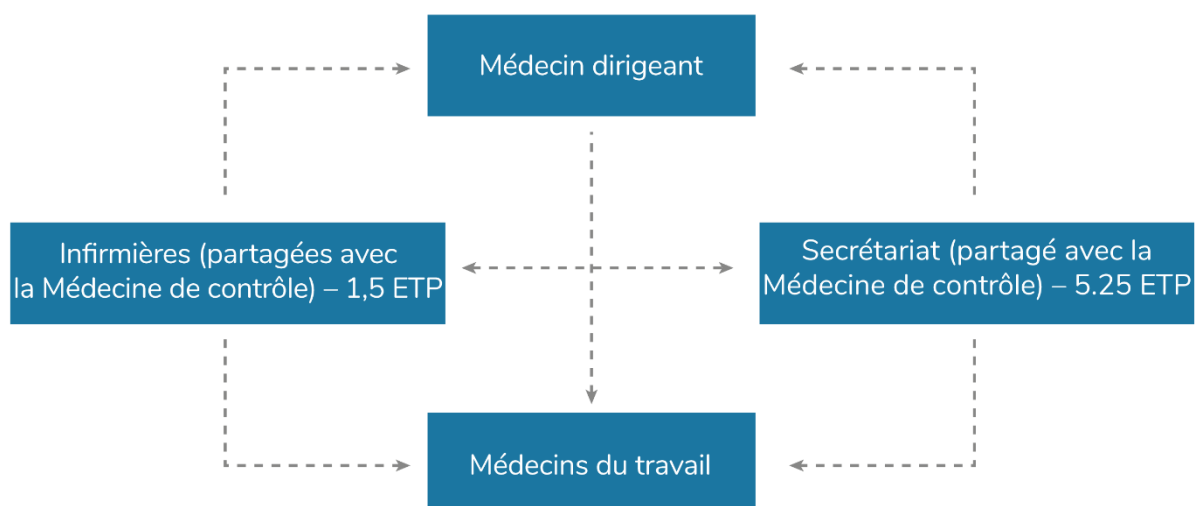 Médecin dirigeant
Infirmières (partagées avec
la Médecine de contrôle) – 1,5 ETP
Secrétariat (partagé avec la
Médecine de contrôle) – 5.25 ETP
Médecins du travail